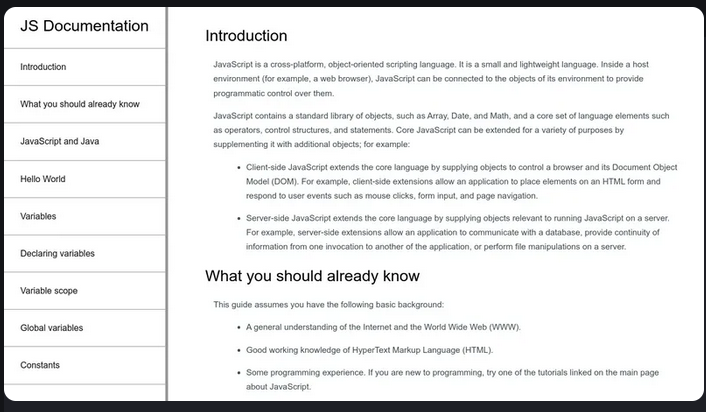 JS Documentation
Introduction
What you should already know
JavaScript and Java
Hello World
Variables
Declaring variables
Variable scope
Global variables
Constants
Introduction
JavaScript is a cross-platform, object-oriented scripting language. It is a small and lightweight language. Inside a host
environment (for example, a web browser), JavaScript can be connected to the objects of its environment to provide
programmatic control over them.
JavaScript contains a standard library of objects, such as Array, Date, and Math, and a core set of language elements such
as operators, control structures, and statements. Core JavaScript can be extended for a variety of purposes by
supplementing it with additional objects; for example:
• Client-side JavaScript extends the core language by supplying objects to control a browser and its Document Object
Model (DOM). For example, client-side extensions allow an application to place elements on an HTML form and
respond to user events such as mouse clicks, form input, and page navigation.
• Server-side JavaScript extends the core language by supplying objects relevant to running JavaScript on a server.
For example, server-side extensions allow an application to communicate with a database, provide continuity of
information from one invocation to another of the application, or perform file manipulations on a server.
What you should already know
This guide assumes you have the following basic background:
• A general understanding of the Internet and the World Wide Web (WWW).
• Good working knowledge of HyperText Markup Language (HTML).
• Some programming experience. If you are new to programming, try one of the tutorials linked on the main page
about JavaScript.